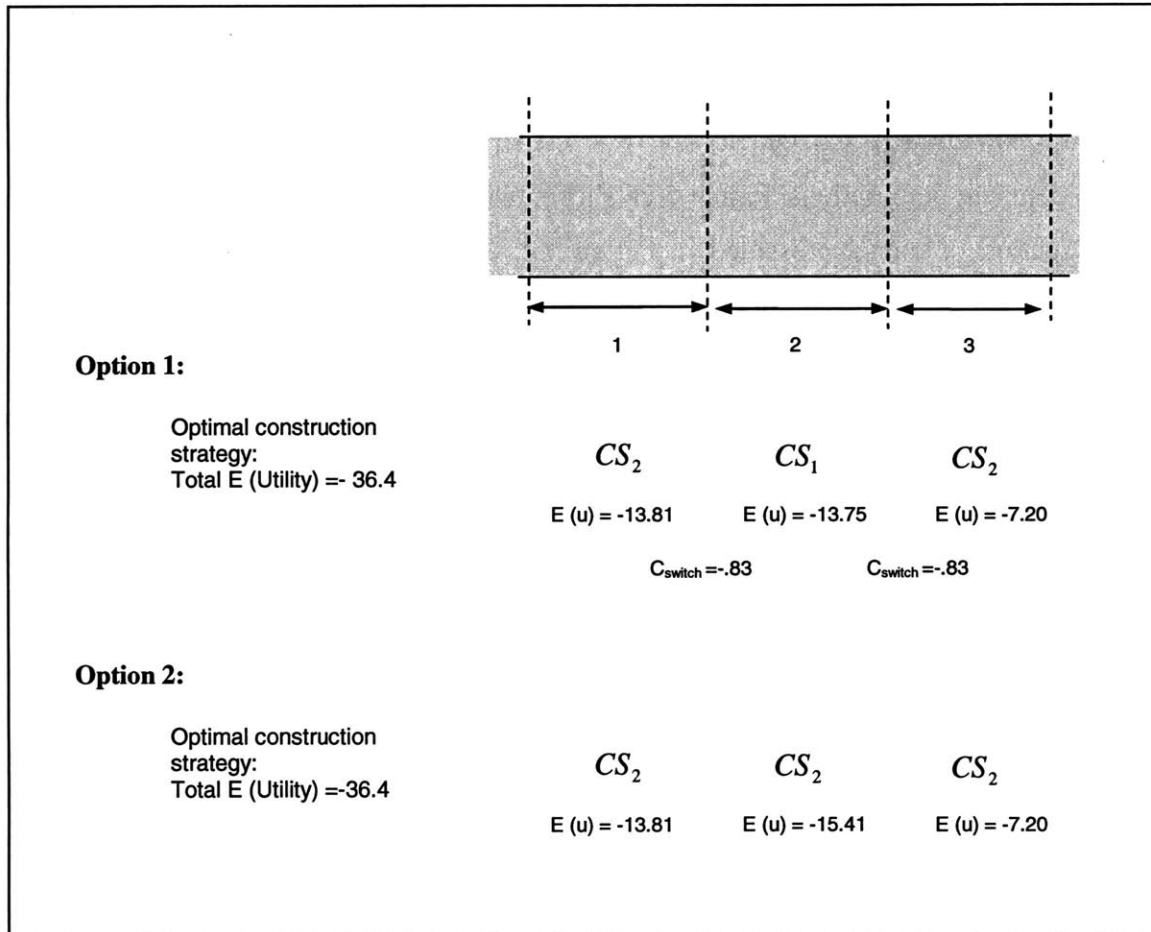 1 2 3
Option 1:
Optimal construction
strategy:
Total E (Utility) =- 36.4
CS₂ CS₁ CS₂
E (u) = -13.81 E (u) = -13.75 E (u) = -7.20
Cswitch =-.83 Cswitch =-.83
Option 2:
Optimal construction
strategy:
Total E (Utility) =-36.4
CS₂ CS₂ CS₂
E (u) = -13.81 E (u) = -15.41 E (u) = -7.20